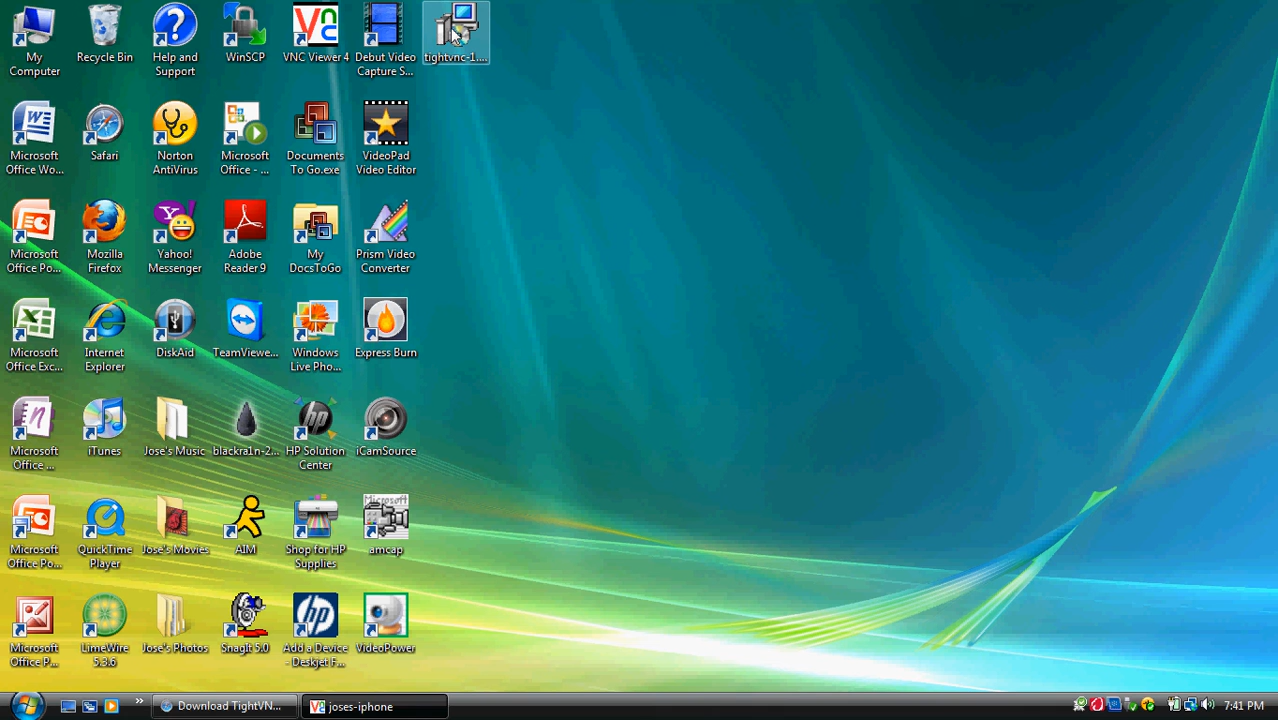 My
Computer
Recycle Bin
Help and
Support
WinSCP
VNC Viewer 4
Debut Video
Capture S...
tightvnc-1....
Microsoft
Office Wo...
Safari
Norton
AntiVirus
Microsoft
Office - ...
Documents
To Go.exe
VideoPad
Video Editor
Microsoft
Office Po...
Mozilla
Firefox
Yahoo!
Messenger
Adobe
Reader 9
My
DocsToGo
Prism Video
Converter
Microsoft
Office Exc...
Internet
Explorer
DiskAid
TeamViewe...
Windows
Live Pho...
Express Burn
Microsoft
Office ...
iTunes
Jose's Music
blackra1n-2...
HP Solution
Center
iCamSource
Microsoft
Microsoft
Office Po...
QuickTime
Player
Jose's Movies
AIM
Shop for HP
Supplies
amcap
Microsoft
Office P...
LimeWire
5.3.6
Jose's Photos
SnagIt 5.0
Add a Device
- Deskjet F...
VideoPower
Download TightVN...
joses-iphone
7:41 PM